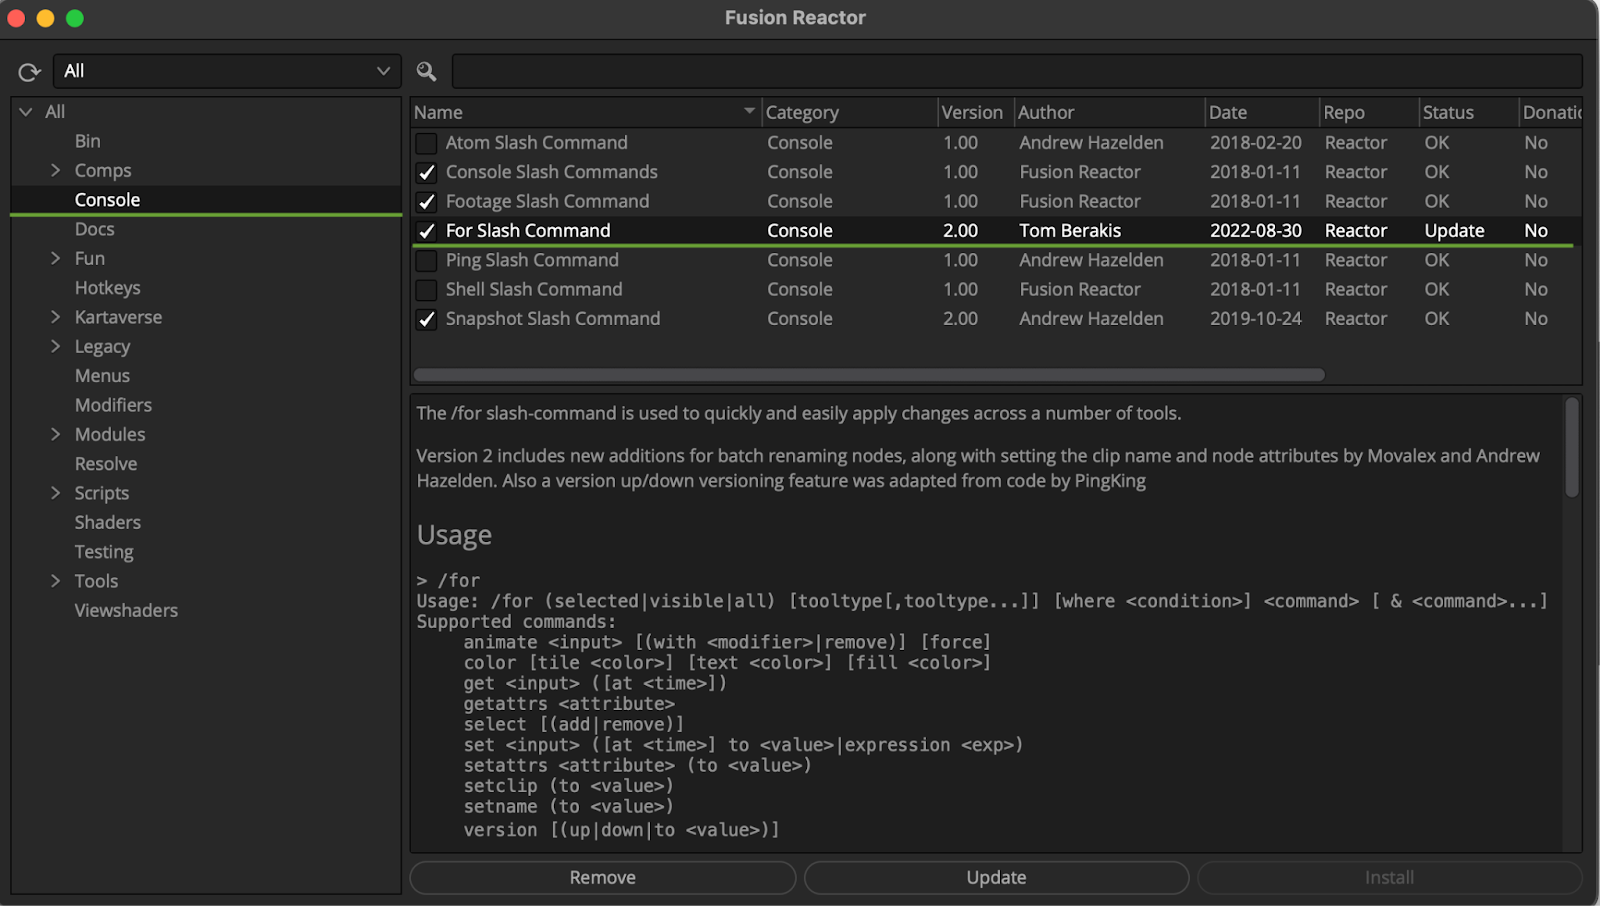 Fusion Reactor
All
All
Bin
Comps
Console
Docs
Fun
Hotkeys
Kartaverse
Legacy
Menus
Modifiers
Modules
Resolve
Scripts
Shaders
Testing
Tools
Viewshaders
Name Category Version Author Date Repo Status Donatic
Atom Slash Command Console 1.00 Andrew Hazelden 2018-02-20 Reactor OK No
Console Slash Commands Console 1.00 Fusion Reactor 2018-01-11 Reactor OK No
Footage Slash Command Console 1.00 Fusion Reactor 2018-01-11 Reactor OK No
For Slash Command Console 2.00 Tom Berakis 2022-08-30 Reactor Update No
Ping Slash Command Console 1.00 Andrew Hazelden 2018-01-11 Reactor OK No
Shell Slash Command Console 1.00 Fusion Reactor 2018-01-11 Reactor OK No
Snapshot Slash Command Console 2.00 Andrew Hazelden 2019-10-24 Reactor OK No
The /for slash-command is used to quickly and easily apply changes across a number of tools.
Version 2 includes new additions for batch renaming nodes, along with setting the clip name and node attributes by Movalex and Andrew
Hazelden. Also a version up/down versioning feature was adapted from code by PingKing
Usage
> /for
Usage: /for (selected|visible|all) [tooltype[,tooltype...]] [where <condition>] <command> [ & <command>...]
Supported commands:
animate <input> [(with <modifier>|remove)] [force]
color [tile <color>] [text <color>] [fill <color>]
get <input> ([at <time>])
getattrs <attribute>
select [(add|remove)]
set <input> ([at <time>] to <value>|expression <exp>)
setattrs <attribute> (to <value>)
setclip (to <value>)
setname (to <value>)
version [(up|down|to <value>)]
Remove Update Install